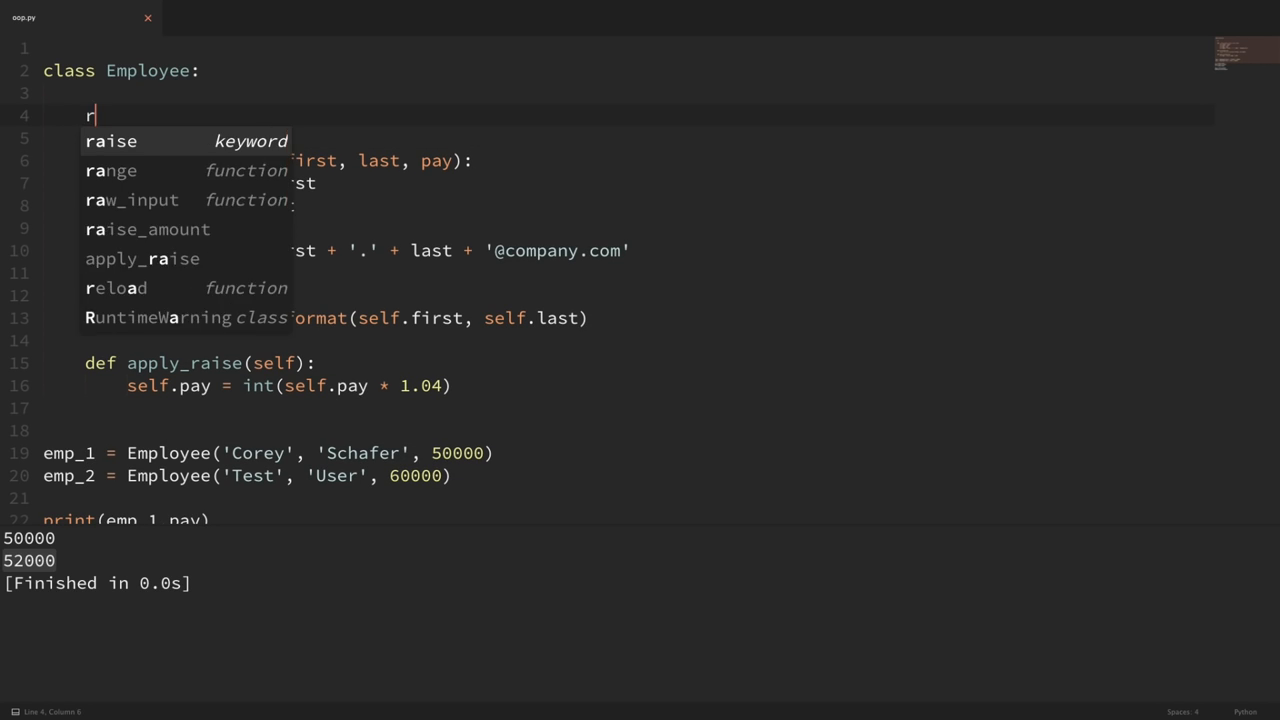 oop.py ×
1
2 class Employee:
3
4     r
raise keyword
5
range function
6 irst, last, pay):
7 rst
raw_input function
8
raise_amount
9
10 rst + '.' + last + '@company.com'
apply_raise
11
reload function
12
RuntimeWarning class
13 ormat(self.first, self.last)
14
15     def apply_raise(self):
16         self.pay = int(self.pay * 1.04)
17
18
19 emp_1 = Employee('Corey', 'Schafer', 50000)
20 emp_2 = Employee('Test', 'User', 60000)
21
22 print(emp_1.pay)
50000
52000
[Finished in 0.0s]
Line 4, Column 6 Spaces: 4 Python